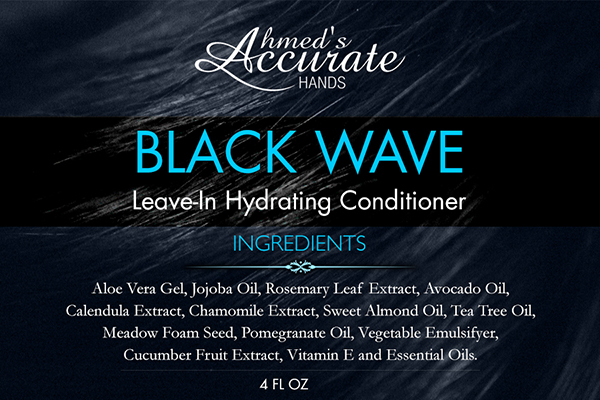 Ahmed's
Accurate
HANDS
BLACK WAVE
Leave-In Hydrating Conditioner
INGREDIENTS
Aloe Vera Gel, Jojoba Oil, Rosemary Leaf Extract, Avocado Oil,
Calendula Extract, Chamomile Extract, Sweet Almond Oil, Tea Tree Oil,
Meadow Foam Seed, Pomegranate Oil, Vegetable Emulsifyer,
Cucumber Fruit Extract, Vitamin E and Essential Oils.
4 FL OZ